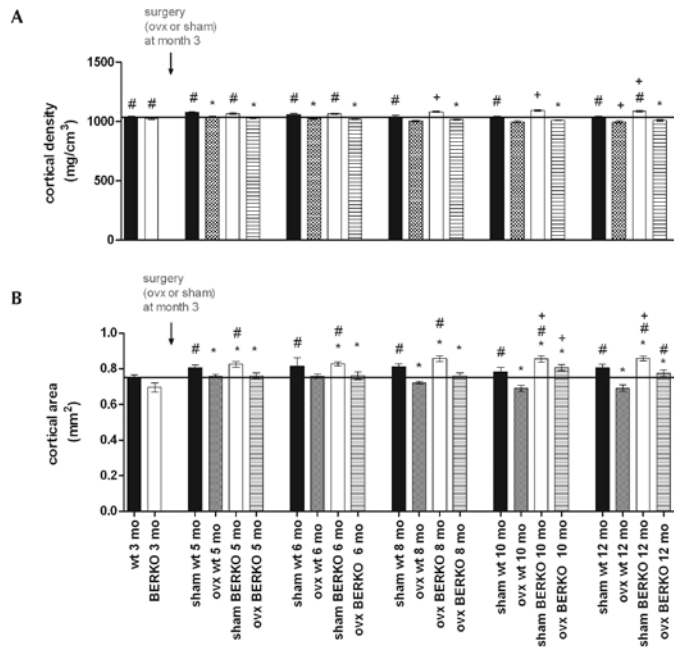 A
surgery
(ovx or sham)
at month 3
cortical density
(mg/cm³)
1500
1000
500
0
+
# # # * # * # * # * # + * # + * # + # *
B
surgery
(ovx or sham)
at month 3
cortical area
(mm²)
1.0
0.8
0.6
0.4
0.2
0.0
+ +
# # # +
# * * * # * * * # * * * # * * * # * * *
#
wt 3 mo
BERKO 3 mo
sham wt 5 mo
ovx wt 5 mo
sham BERKO 5 mo
ovx BERKO 5 mo
sham wt 6 mo
ovx wt 6 mo
sham BERKO 6 mo
ovx BERKO 6 mo
sham wt 8 mo
ovx wt 8 mo
ovx BERKO 8 mo
ovx BERKO 8 mo
sham wt 10 mo
ovx wt 10 mo
sham BERKO 10 mo
ovx BERKO 10 mo
sham wt 12 mo
ovx wt 12 mo
sham BERKO 12 mo
ovx BERKO 12 mo